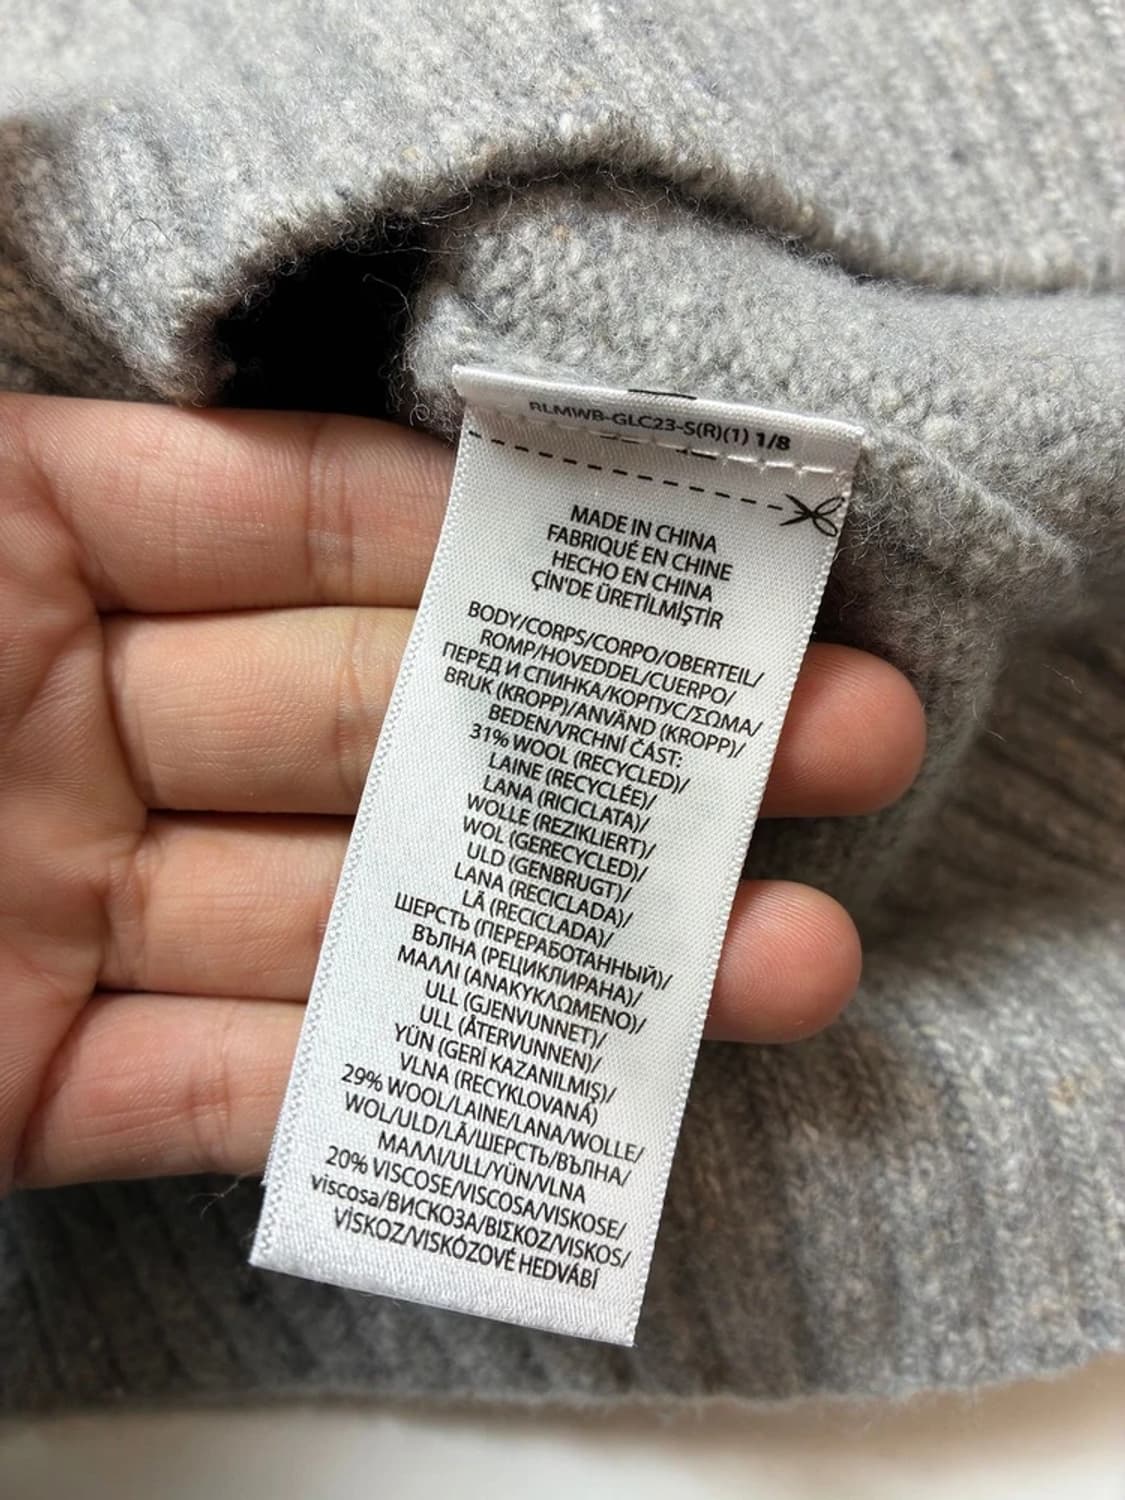 RLMWB-GLC23-S(R)(1) 1/8
MADE IN CHINA
FABRIQUÉ EN CHINE
HECHO EN CHINA
ÇİN'DE ÜRETİLMİŞTİR
BODY/CORPS/CORPO/OBERTEIL/
ROMP/HOVEDDEL/CUERPO/
ПЕРЕД И СПИНКА/КОРПУС/ΣΩΜΑ/
BRUK (KROPP)/ANVÄND (KROPP)/
BEDEN/VRCHNÍ ČÁST:
31% WOOL (RECYCLED)/
LAINE (RECYCLÉE)/
LANA (RICICLATA)/
WOLLE (REZIKLIERT)/
WOL (GERECYCLED)/
ULD (GENBRUGT)/
LANA (RECICLADA)/
LÃ (RECICLADA)/
ШЕРСТЬ (ПЕРЕРАБОТАННЫЙ)/
ВЪЛНА (РЕЦИКЛИРАНА)/
ΜΑΛΛΙ (ΑΝΑΚΥΚΛΩΜΕΝΟ)/
ULL (GJENVUNNET)/
ULL (ÅTERVUNNEN)/
YÜN (GERİ KAZANILMIŞ)/
VLNA (RECYKLOVANÁ)
29% WOOL/LAINE/LANA/WOLLE/
WOL/ULD/LÃ/ШЕРСТЬ/ВЪЛНА/
ΜΑΛΛΙ/ULL/YÜN/VLNA
20% VISCOSE/VISCOSA/VISKOSE/
viscosa/ВИСКОЗА/ΒΙΣΚΟΖ/VISKOS/
VİSKOZ/VISKÓZOVÉ HEDVÁBÍ